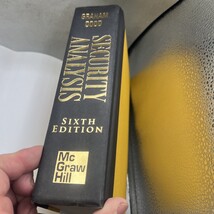 GRAHAM
DODD
SECURITY
ANALYSIS
SIXTH
EDITION
Mc
Graw
Hill